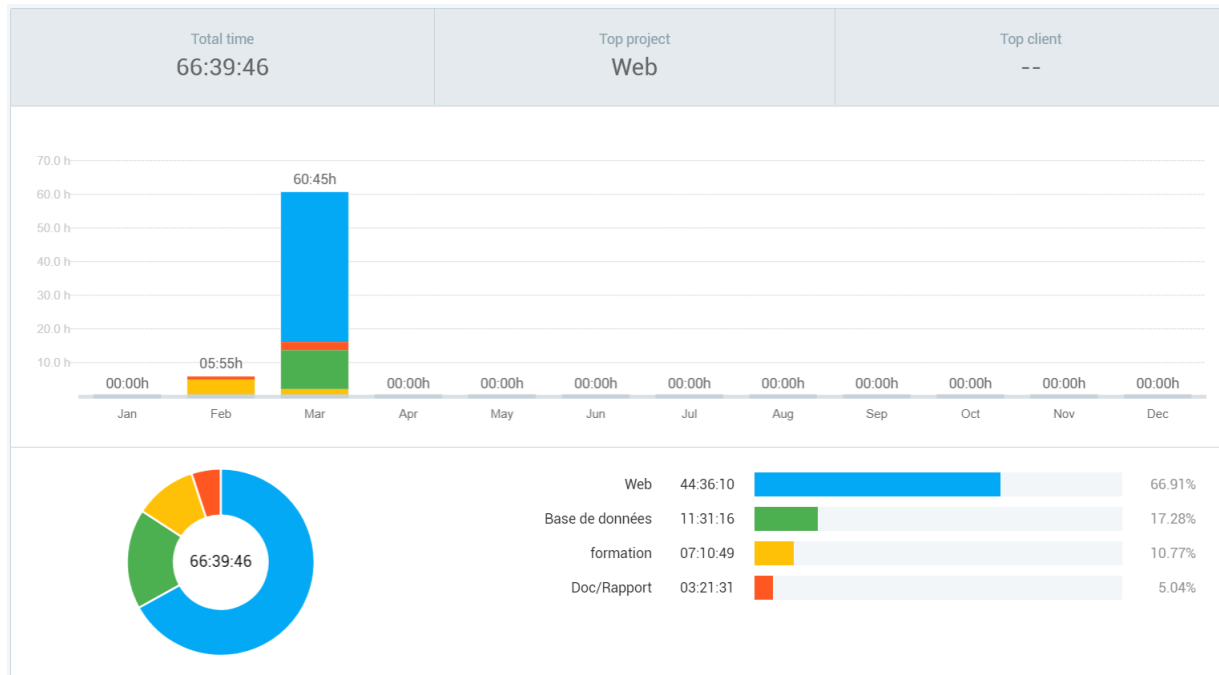 Total time Top project Top client
66:39:46 Web --
70.0 h
60:45h
60.0 h
50.0 h
40.0 h
30.0 h
20.0 h
10.0 h 05:55h
00:00h 00:00h 00:00h 00:00h 00:00h 00:00h 00:00h 00:00h 00:00h 00:00h
Jan Feb Mar Apr May Jun Jul Aug Sep Oct Nov Dec
66:39:46
Web 44:36:10 66.91%
Base de données 11:31:16 17.28%
formation 07:10:49 10.77%
Doc/Rapport 03:21:31 5.04%